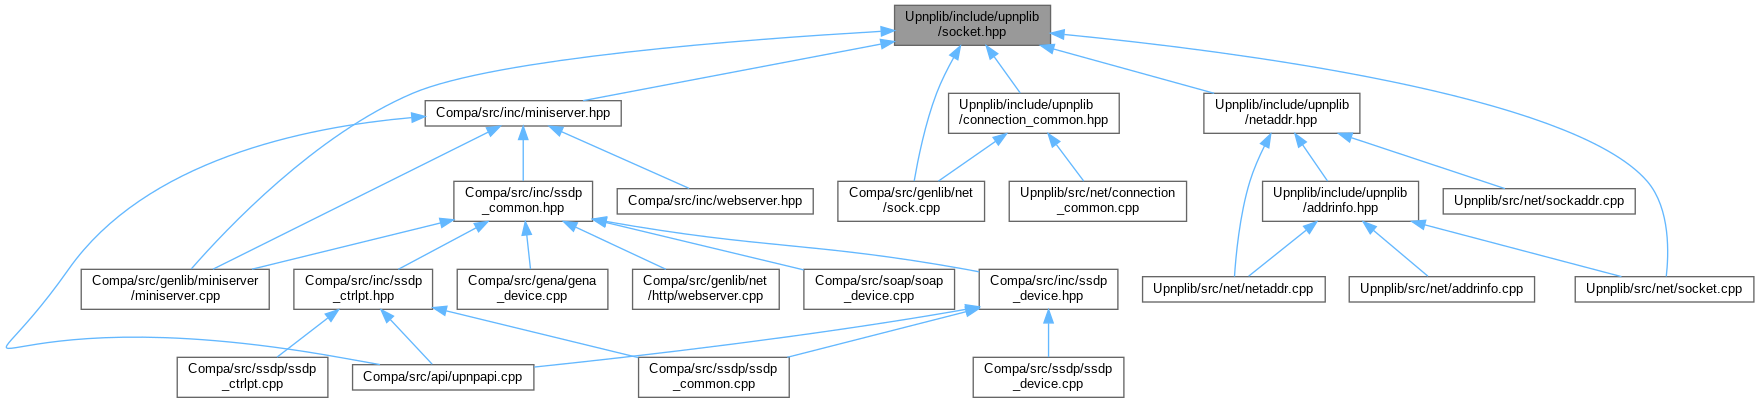 Upnplib/include/upnplib
/socket.hpp
Compa/src/inc/miniserver.hpp
Upnplib/include/upnplib
/connection_common.hpp
Upnplib/include/upnplib
/netaddr.hpp
Compa/src/inc/ssdp
_common.hpp
Compa/src/inc/webserver.hpp
Compa/src/genlib/net
/sock.cpp
Upnplib/src/net/connection
_common.cpp
Upnplib/include/upnplib
/addrinfo.hpp
Upnplib/src/net/sockaddr.cpp
Compa/src/genlib/miniserver
/miniserver.cpp
Compa/src/inc/ssdp
_ctrlpt.hpp
Compa/src/gena/gena
_device.cpp
Compa/src/genlib/net
/http/webserver.cpp
Compa/src/soap/soap
_device.cpp
Compa/src/inc/ssdp
_device.hpp
Upnplib/src/net/netaddr.cpp
Upnplib/src/net/addrinfo.cpp
Upnplib/src/net/socket.cpp
Compa/src/ssdp/ssdp
_ctrlpt.cpp
Compa/src/api/upnpapi.cpp
Compa/src/ssdp/ssdp
_common.cpp
Compa/src/ssdp/ssdp
_device.cpp